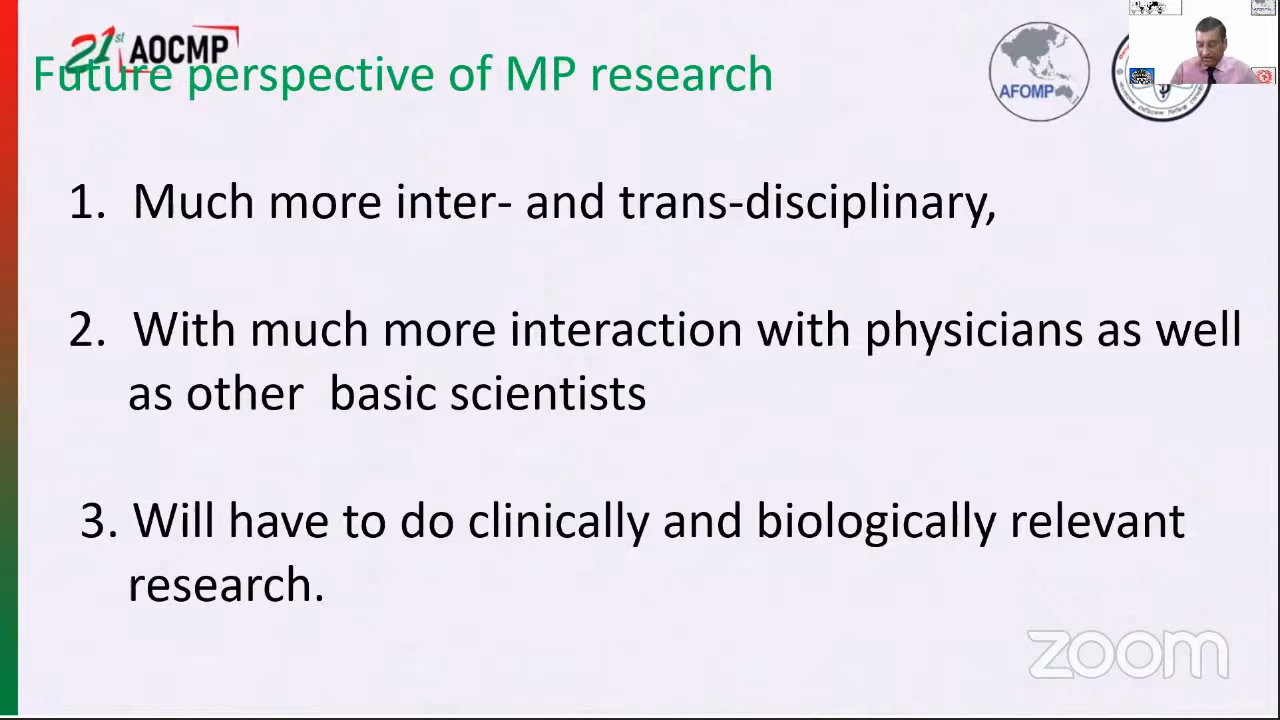 21st AOCMP
Future perspective of MP research
AFOMP
1. Much more inter- and trans-disciplinary,
2. With much more interaction with physicians as well
as other basic scientists
3. Will have to do clinically and biologically relevant
research.
zoom